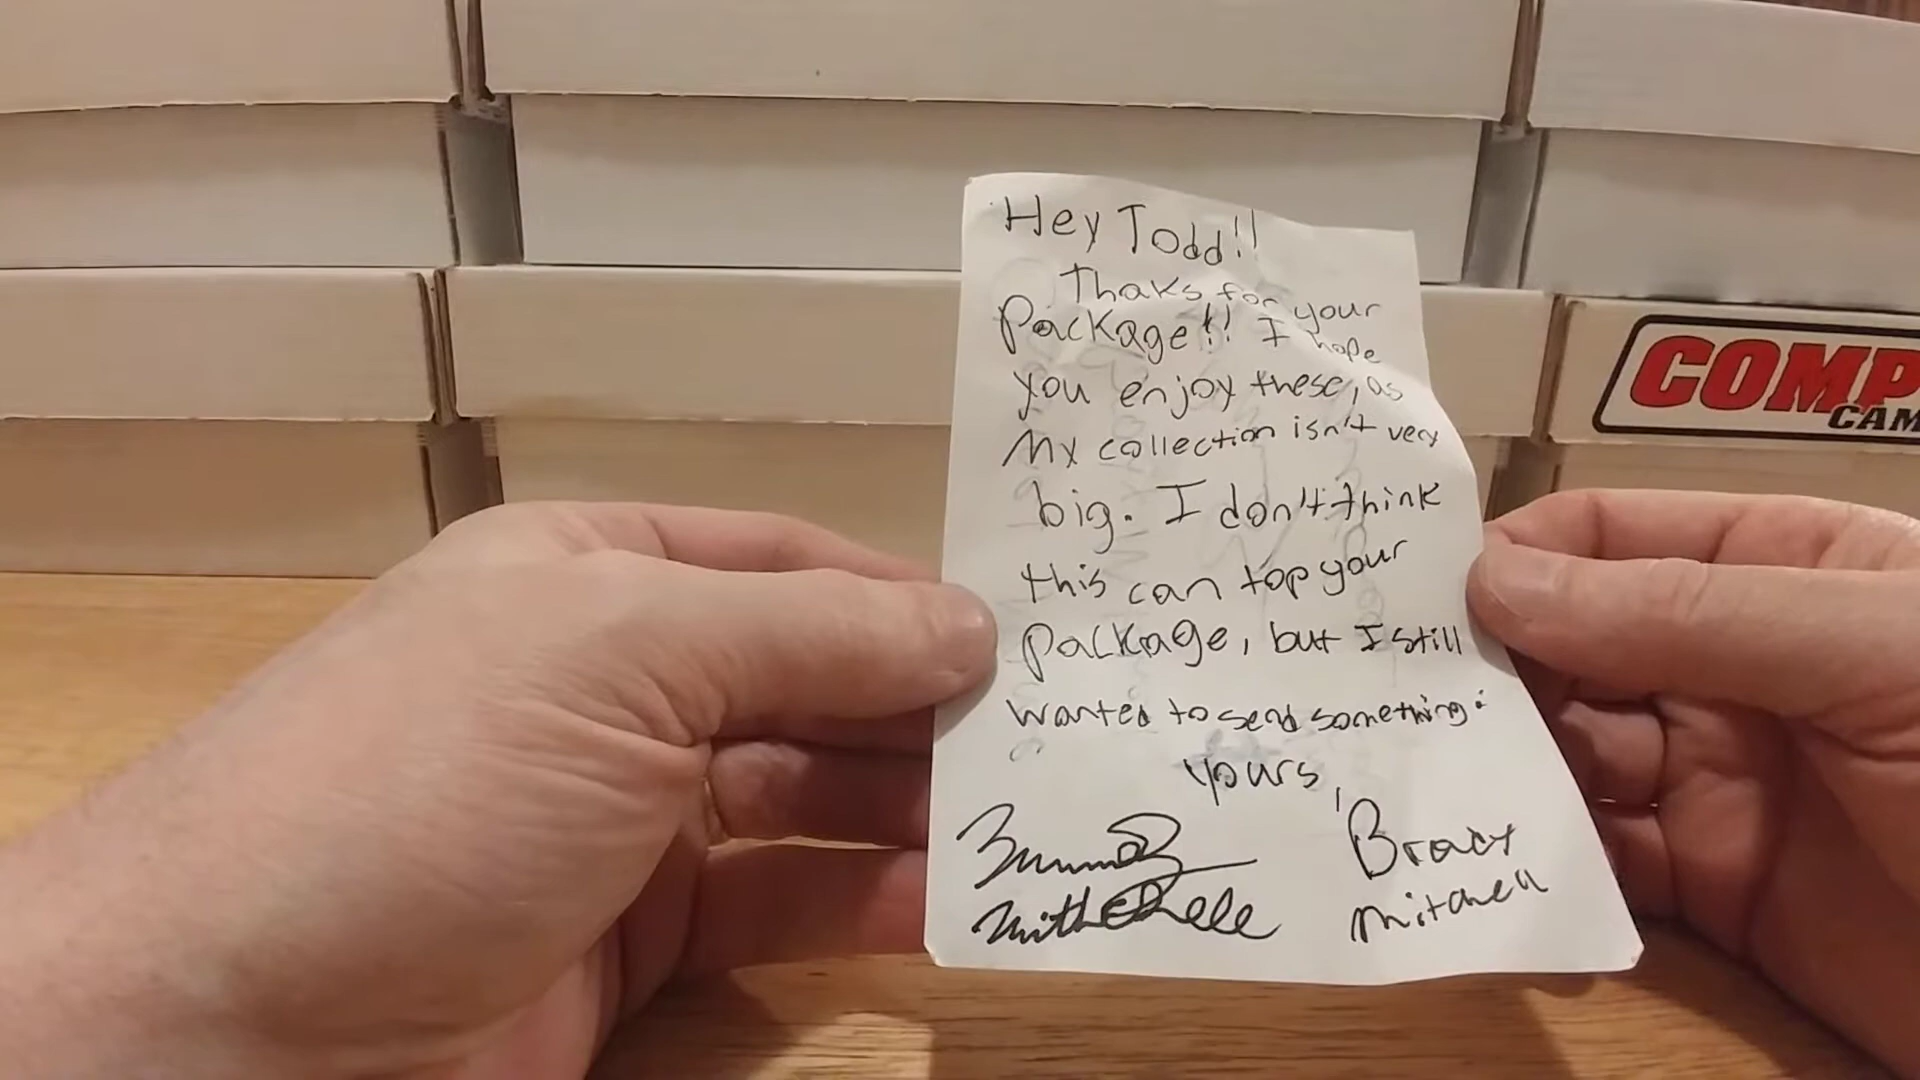 Hey Todd!!
Thaks for your
Package!! I hope
you enjoy these, as
My collection isn't very
big. I don't think
this can top your
package, but I still
wanted to send something.
Yours,
Brady
Mitchell
COMP
CAM